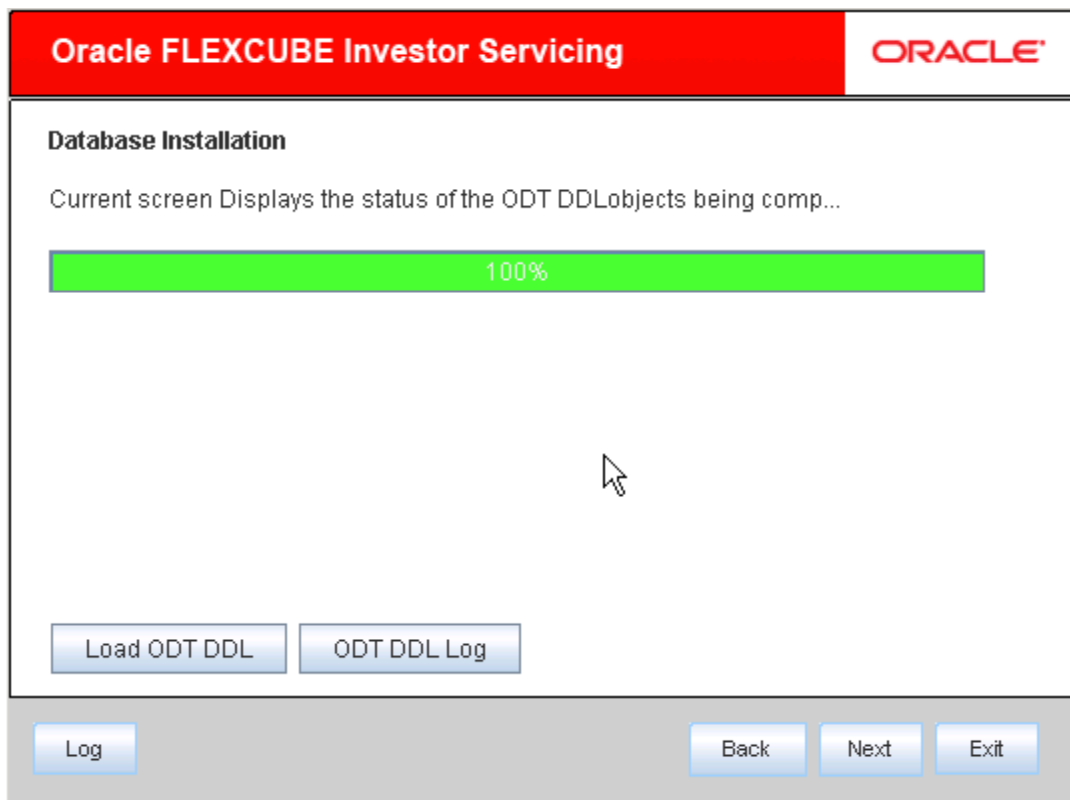 Oracle FLEXCUBE Investor Servicing
ORACLE
Database Installation
Current screen Displays the status of the ODT DDLobjects being comp...
100%
Load ODT DDL
ODT DDL Log
Log
Back
Next
Exit